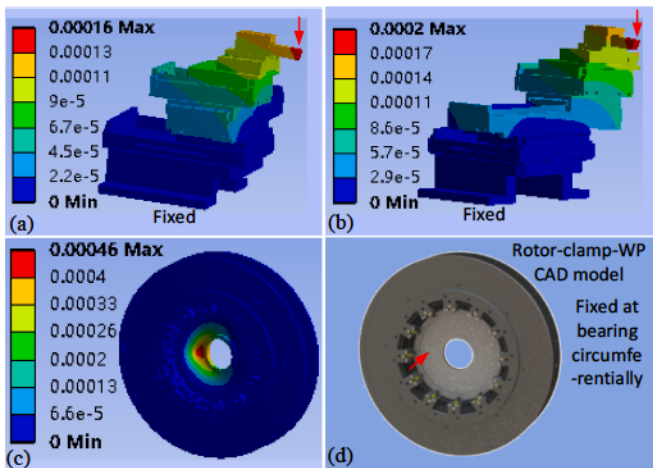 0.00016 Max
0.00013
0.00011
9e-5
6.7e-5
4.5e-5
2.2e-5
0 Min
(a)
Fixed
0.0002 Max
0.00017
0.00014
0.00011
8.6e-5
5.7e-5
2.9e-5
0 Min
(b)
Fixed
0.00046 Max
0.0004
0.00033
0.00026
0.0002
0.00013
6.6e-5
0 Min
(c)
Rotor-clamp-WP
CAD model
Fixed at
bearing
circumfe
-rentially
(d)